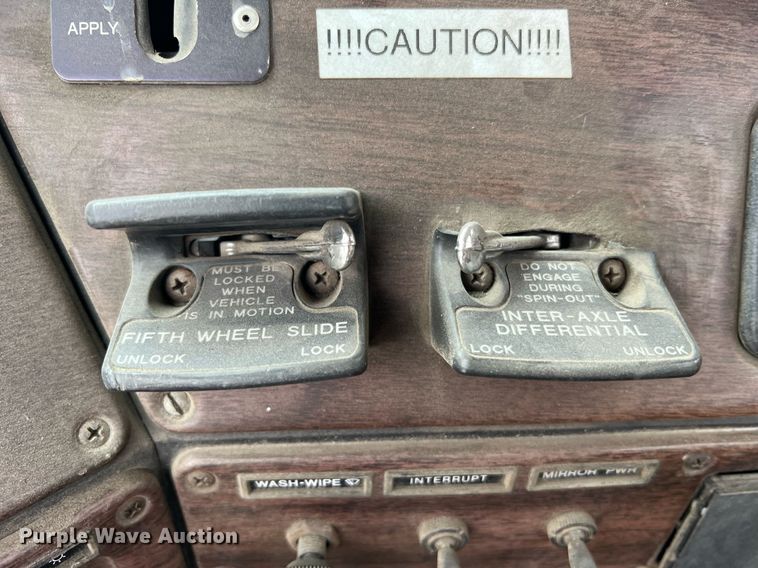 APPLY
!!!!CAUTION!!!!
MUST BE
LOCKED
WHEN
VEHICLE
IS IN MOTION
FIFTH WHEEL SLIDE
UNLOCK LOCK
DO NOT
ENGAGE
DURING
"SPIN-OUT"
INTER-AXLE
DIFFERENTIAL
LOCK UNLOCK
WASH-WIPE
INTERRUPT
MIRROR PWR
Purple Wave Auction